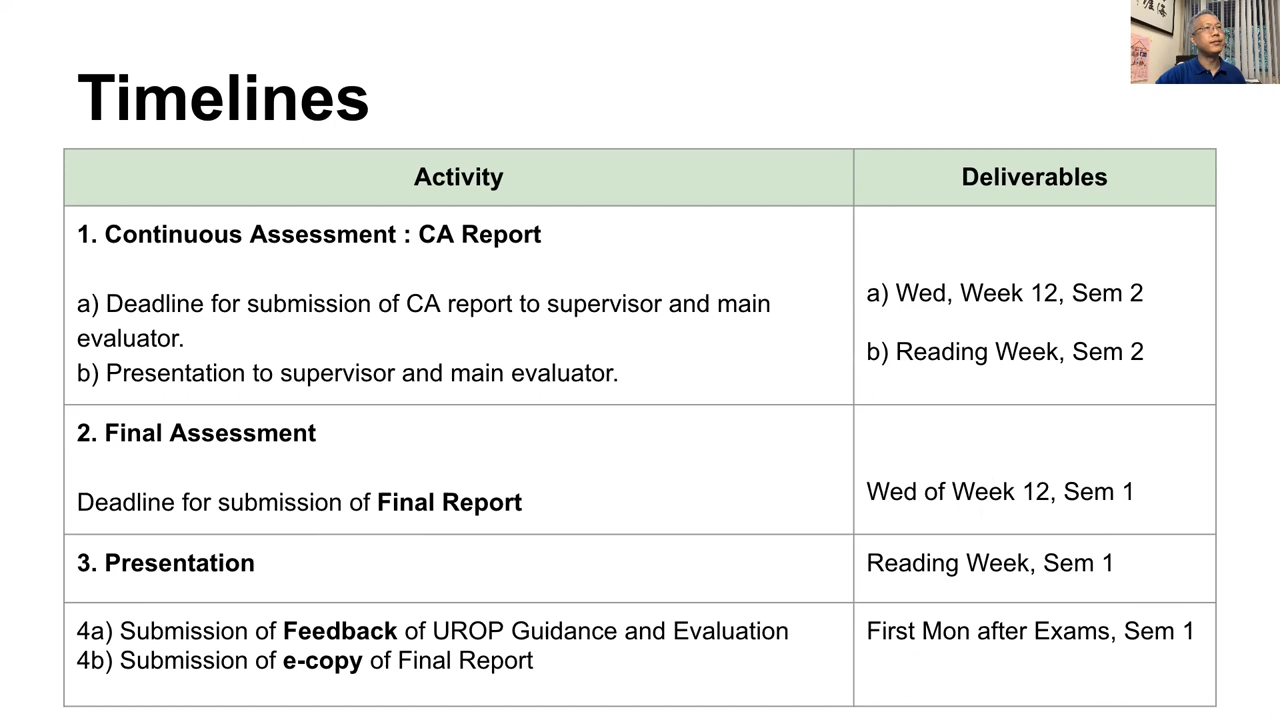 Timelines
Activity
Deliverables
1. Continuous Assessment : CA Report
a) Deadline for submission of CA report to supervisor and main
evaluator.
b) Presentation to supervisor and main evaluator.
a) Wed, Week 12, Sem 2
b) Reading Week, Sem 2
2. Final Assessment
Deadline for submission of Final Report
Wed of Week 12, Sem 1
3. Presentation
Reading Week, Sem 1
4a) Submission of Feedback of UROP Guidance and Evaluation
4b) Submission of e-copy of Final Report
First Mon after Exams, Sem 1